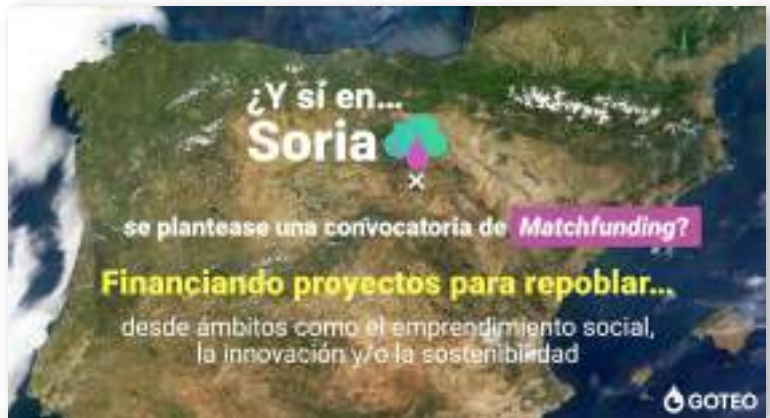 ¿Y sí en...
Soria
se plantease una convocatoria de Matchfunding?
Financiando proyectos para repoblar...
desde ámbitos como el emprendimiento social,
la innovación y/o la sostenibilidad
GOTEO